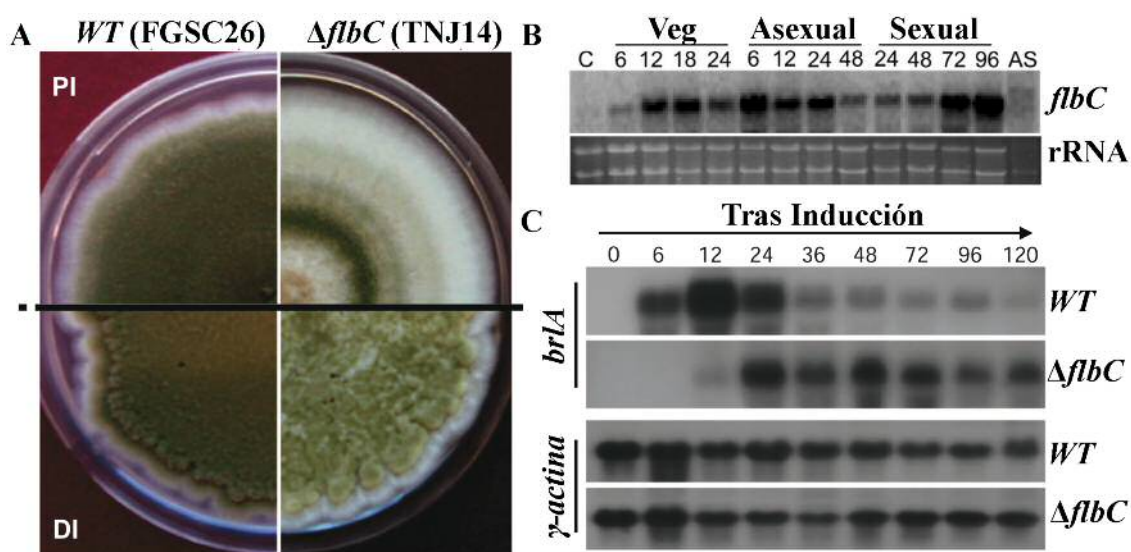 A
WT (FGSC26)
ΔflbC (TNJ14)
PI
DI
B
Veg Asexual Sexual
C 6 12 18 24 6 12 24 48 24 48 72 96 AS
flbC
rRNA
C
Tras Inducción
0 6 12 24 36 48 72 96 120
brlA
WT
ΔflbC
γ-actina
WT
ΔflbC